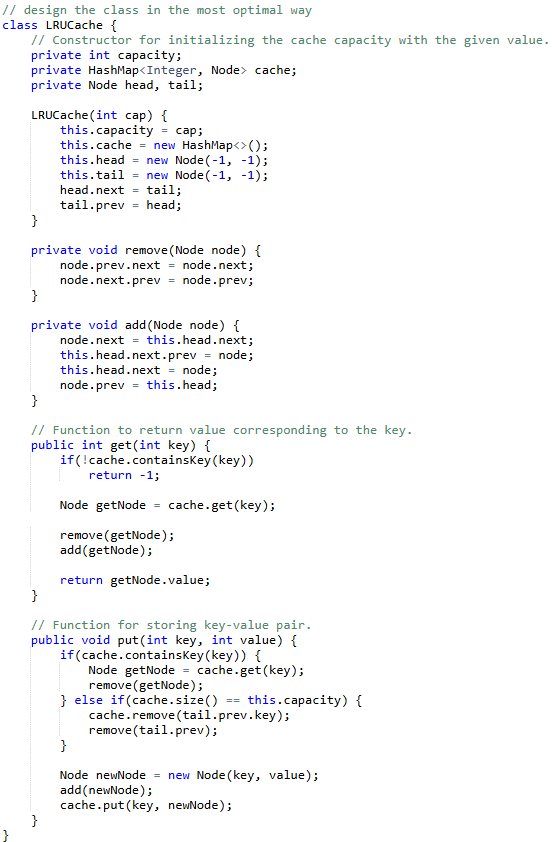 // design the class in the most optimal way
class LRUCache {
    // Constructor for initializing the cache capacity with the given value.
    private int capacity;
    private HashMap<Integer, Node> cache;
    private Node head, tail;

    LRUCache(int cap) {
        this.capacity = cap;
        this.cache = new HashMap<>();
        this.head = new Node(-1, -1);
        this.tail = new Node(-1, -1);
        head.next = tail;
        tail.prev = head;
    }

    private void remove(Node node) {
        node.prev.next = node.next;
        node.next.prev = node.prev;
    }

    private void add(Node node) {
        node.next = this.head.next;
        this.head.next.prev = node;
        this.head.next = node;
        node.prev = this.head;
    }

    // Function to return value corresponding to the key.
    public int get(int key) {
        if(!cache.containsKey(key))
            return -1;

        Node getNode = cache.get(key);

        remove(getNode);
        add(getNode);

        return getNode.value;
    }

    // Function for storing key-value pair.
    public void put(int key, int value) {
        if(cache.containsKey(key)) {
            Node getNode = cache.get(key);
            remove(getNode);
        } else if(cache.size() == this.capacity) {
            cache.remove(tail.prev.key);
            remove(tail.prev);
        }

        Node newNode = new Node(key, value);
        add(newNode);
        cache.put(key, newNode);
    }
}